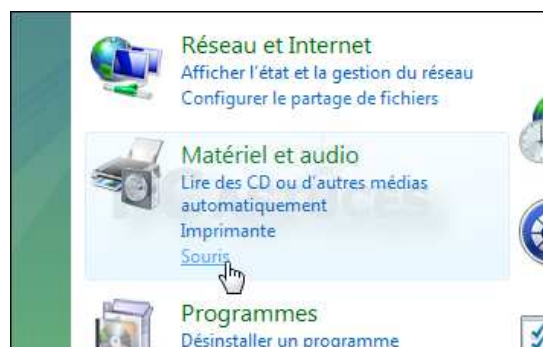 Réseau et Internet
Afficher l'état et la gestion du réseau
Configurer le partage de fichiers
Matériel et audio
Lire des CD ou d'autres médias
automatiquement
Imprimante
Souris
Programmes
Désinstaller un programme